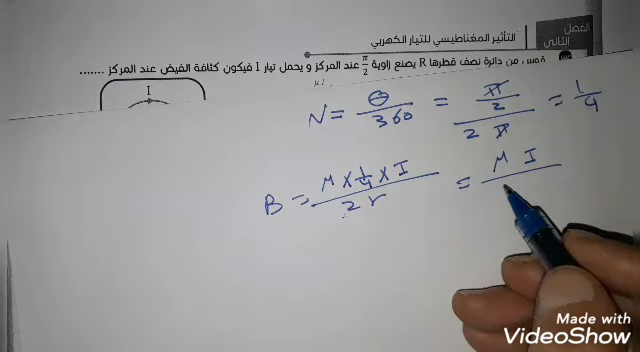 الفصل
الثاني
التأثير المغناطيسي للتيار الكهربي
قوس من دائرة نصف قطرها R يصنع زاوية π/2 عند المركز و يحمل تيار I فيكون كثافة الفيض عند المركز .......
I
N = θ/360 = (π/2)/(2π) = 1/4
B = (μ × 1/4 × I)/(2r) = μ I
Made with
VideoShow